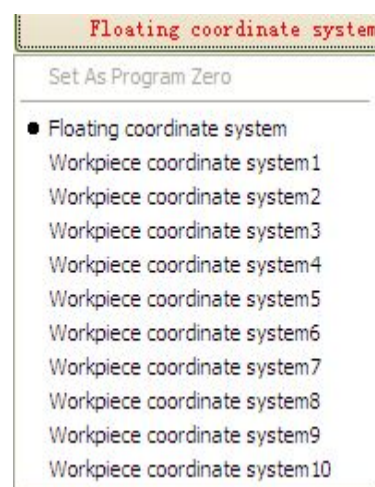 Floating coordinate system
Set As Program Zero
Floating coordinate system
Workpiece coordinate system1
Workpiece coordinate system2
Workpiece coordinate system3
Workpiece coordinate system4
Workpiece coordinate system5
Workpiece coordinate system6
Workpiece coordinate system7
Workpiece coordinate system8
Workpiece coordinate system9
Workpiece coordinate system10